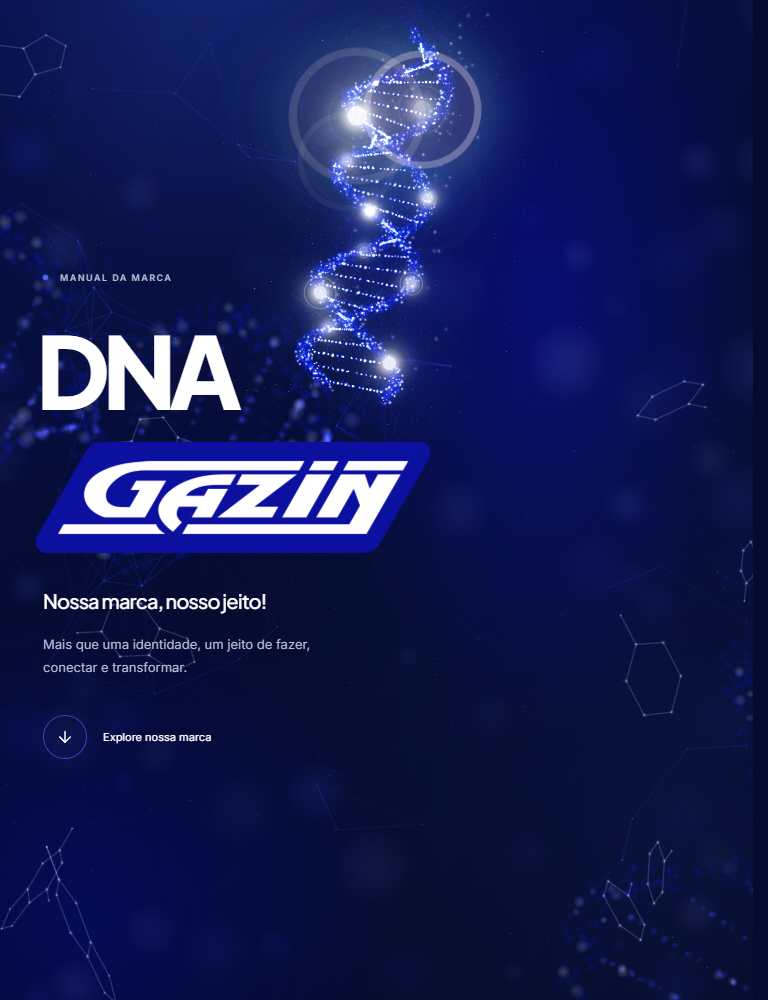 MANUAL DA MARCA
DNA
GAZIN
Nossa marca, nosso jeito!
Mais que uma identidade, um jeito de fazer,
conectar e transformar.
Explore nossa marca